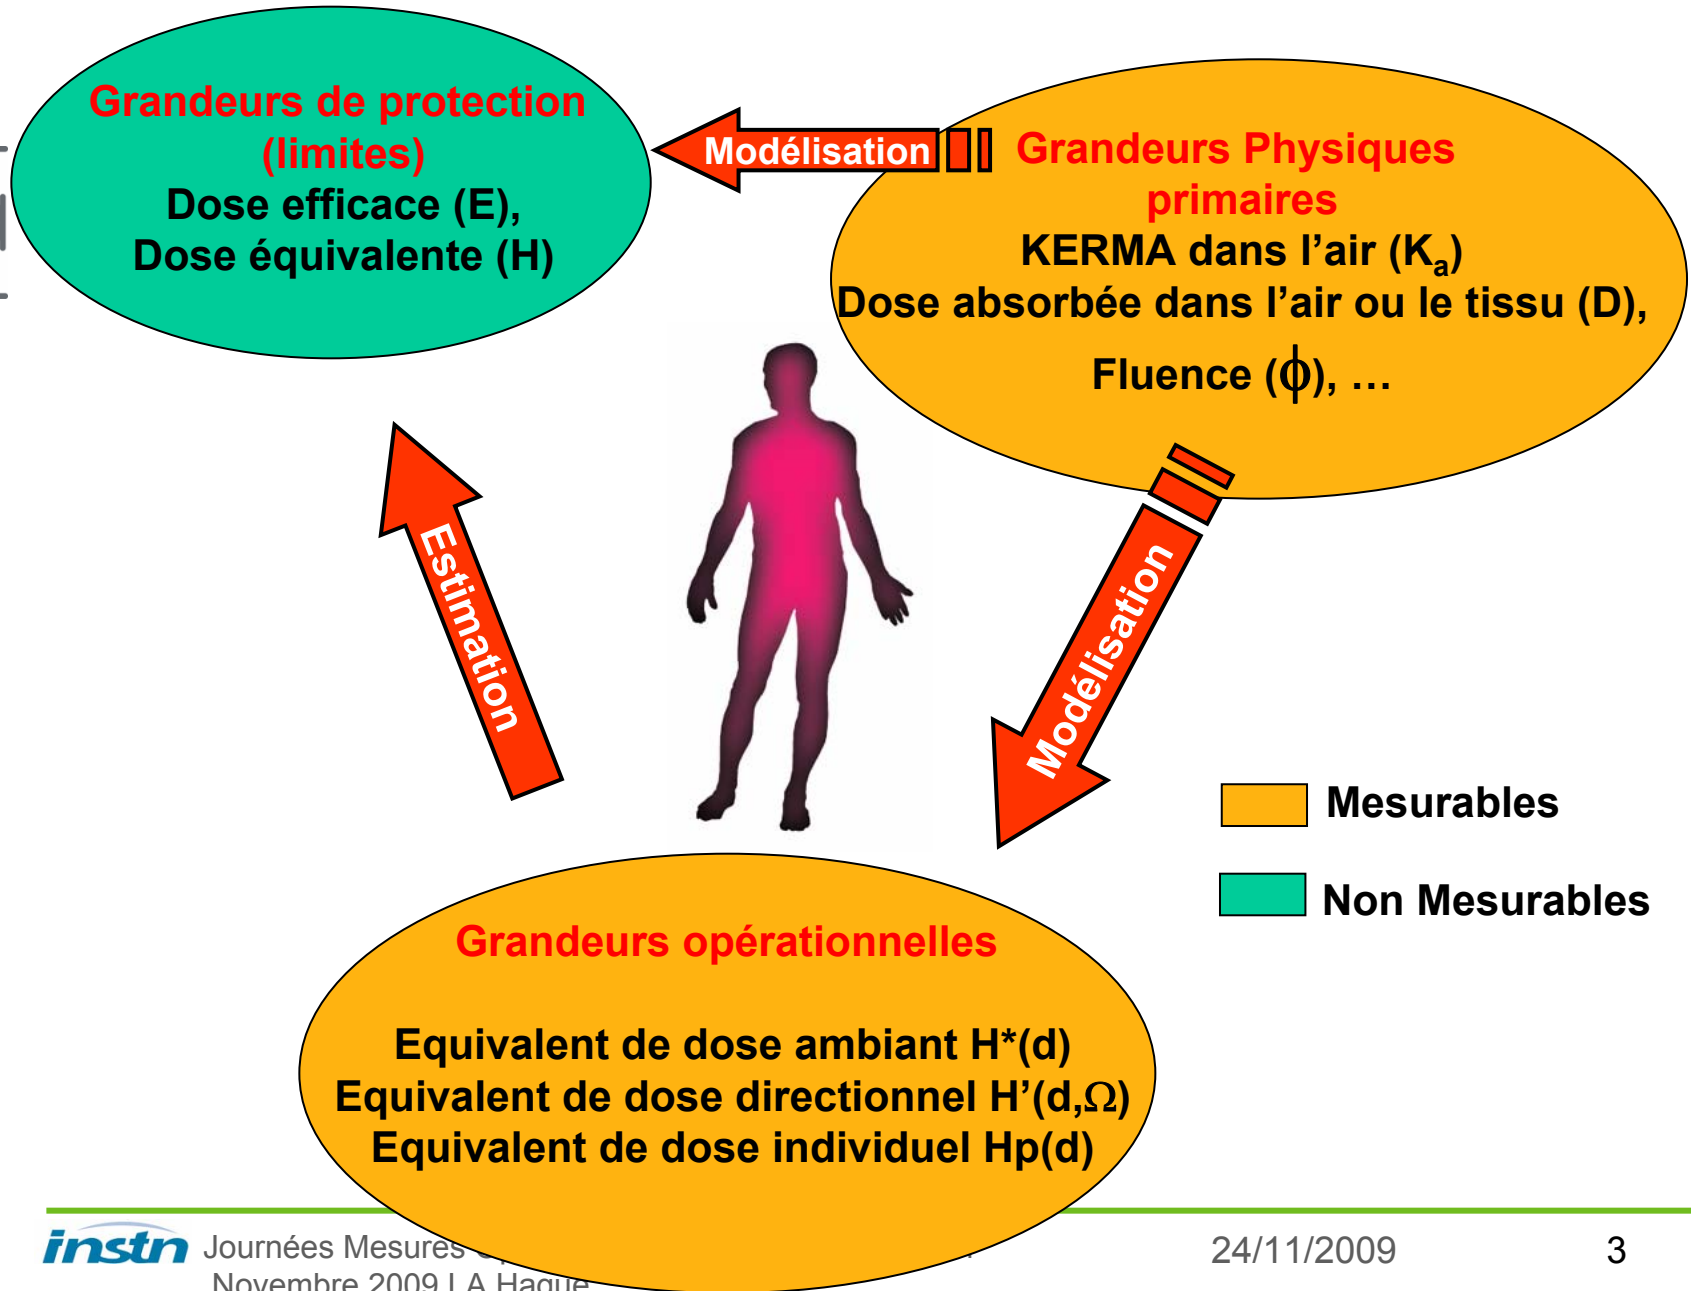 Grandeurs de protection
(limites)
Dose efficace (E),
Dose équivalente (H)
Modélisation
Grandeurs Physiques
primaires
KERMA dans l'air (Ka)
Dose absorbée dans l'air ou le tissu (D),
Fluence (ϕ), …
Estimation
Modélisation
Mesurables
Non Mesurables
Grandeurs opérationnelles
Equivalent de dose ambiant H*(d)
Equivalent de dose directionnel H'(d,Ω)
Equivalent de dose individuel Hp(d)
instn
Journées Mesures
Novembre 2009 LA Hague
24/11/2009
3